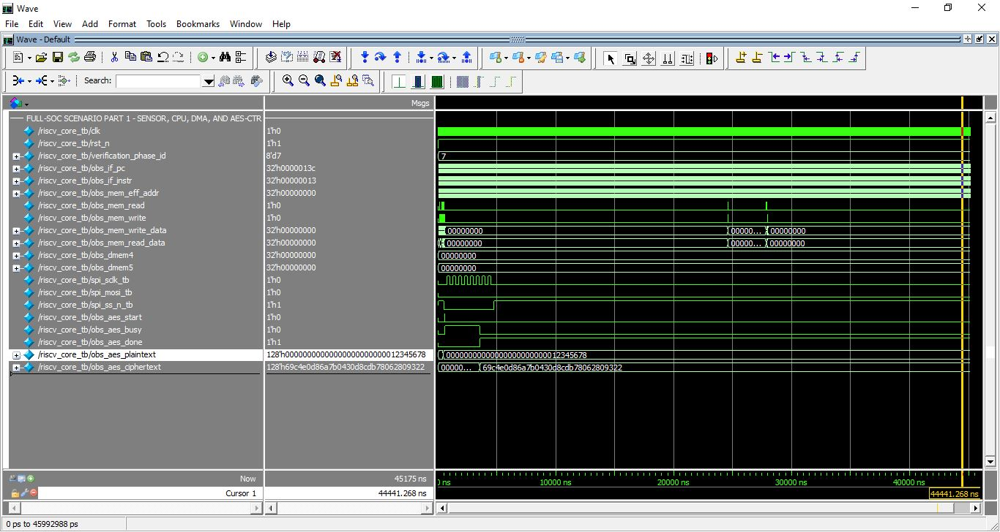 Wave
File Edit View Add Format Tools Bookmarks Window Help
Wave - Default
Search:
Msgs
FULL-SOC SCENARIO PART 1 - SENSOR, CPU, DMA, AND AES-CTR
/riscv_core_tb/clk 1'h0
/riscv_core_tb/rst_n 1'h1
/riscv_core_tb/verification_phase_id 8'd7 7
/riscv_core_tb/obs_if_pc 32'h0000013c
/riscv_core_tb/obs_if_instr 32'h00000013
/riscv_core_tb/obs_mem_eff_addr 32'h00000000
/riscv_core_tb/obs_mem_read 1'h0
/riscv_core_tb/obs_mem_write 1'h0
/riscv_core_tb/obs_mem_write_data 32'h00000000 00000000 00000... 00000000
/riscv_core_tb/obs_mem_read_data 32'h00000000 00000000 00000... 00000000
/riscv_core_tb/obs_dmem4 32'h00000000 00000000
/riscv_core_tb/obs_dmem5 32'h00000000 00000000
/riscv_core_tb/spi_sclk_tb 1'h0
/riscv_core_tb/spi_mosi_tb 1'h0
/riscv_core_tb/spi_ss_n_tb 1'h1
/riscv_core_tb/obs_aes_start 1'h0
/riscv_core_tb/obs_aes_busy 1'h0
/riscv_core_tb/obs_aes_done 1'h1
/riscv_core_tb/obs_aes_plaintext 128'h00000000000000000000000012345678 00000000000000000000000012345678
/riscv_core_tb/obs_aes_ciphertext 128'h69c4e0d86a7b0430d8cdb78062809322 00000... 69c4e0d86a7b0430d8cdb78062809322
Now 45175 ns ns 10000 ns 20000 ns 30000 ns 40000 ns
Cursor 1 44441.268 ns 44441.268 ns
0 ps to 45992988 ps